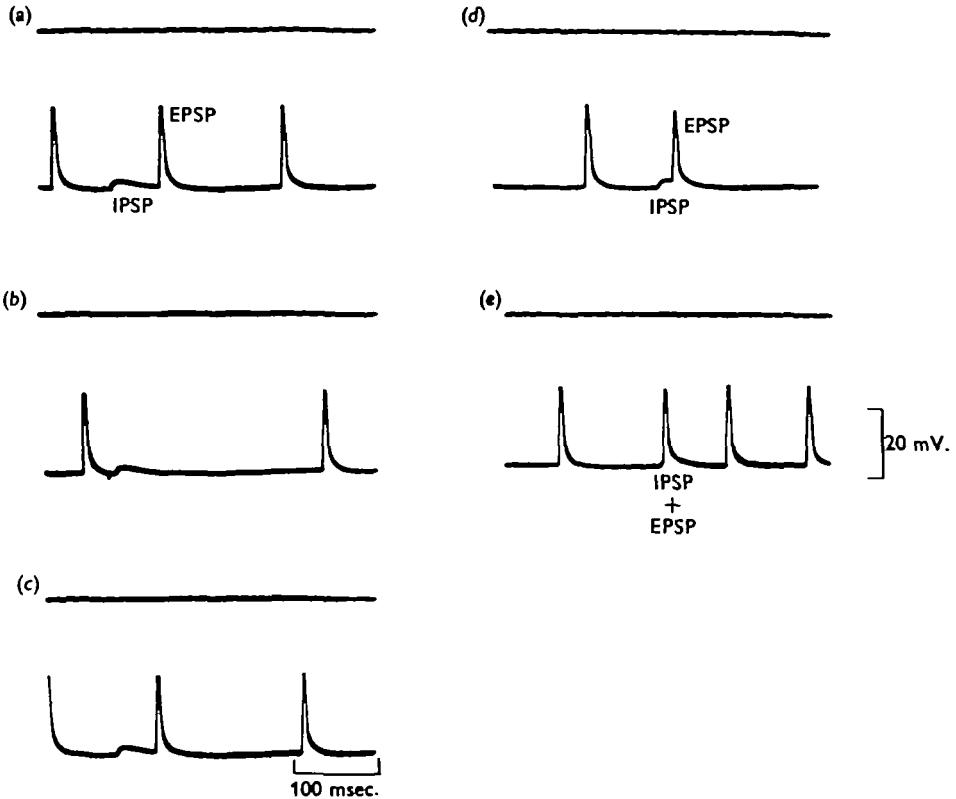 (a)
EPSP
IPSP
(b)
(c)
100 msec.
(d)
EPSP
IPSP
(e)
IPSP
+
EPSP
20 mV.